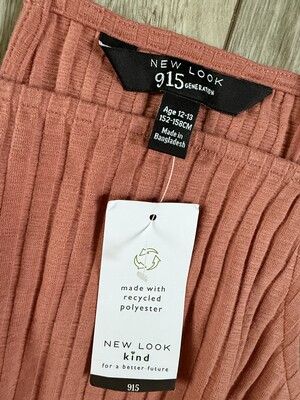 NEW LOOK
915 GENERATION
Age 12-13
152-158CM
Made in
Bangladesh
made with
recycled
polyester
NEW LOOK
kind
for a better future
915